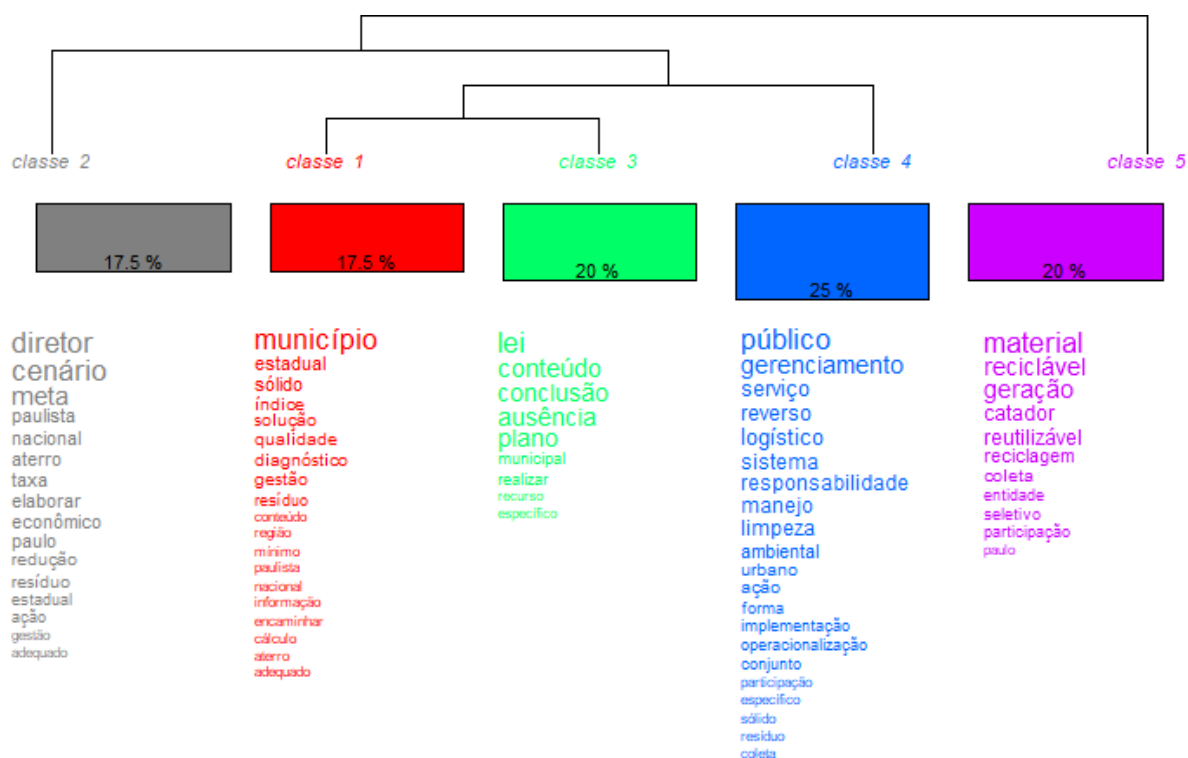 classe 2
classe 1
classe 3
classe 4
classe 5
17.5 %
17.5 %
20 %
25 %
20 %
diretor
cenário
meta
paulista
nacional
aterro
taxa
elaborar
econômico
paulo
redução
resíduo
estadual
ação
gestão
adequado
município
estadual
sólido
índice
solução
qualidade
diagnóstico
gestão
resíduo
conteúdo
região
mínimo
paulista
nacional
informação
encaminhar
cálculo
aterro
adequado
lei
conteúdo
conclusão
ausência
plano
municipal
realizar
recurso
específico
público
gerenciamento
serviço
reverso
logístico
sistema
responsabilidade
manejo
limpeza
ambiental
urbano
ação
forma
implementação
operacionalização
conjunto
participação
específico
sólido
resíduo
coleta
material
reciclável
geração
catador
reutilizável
reciclagem
coleta
entidade
seletivo
participação
paulo